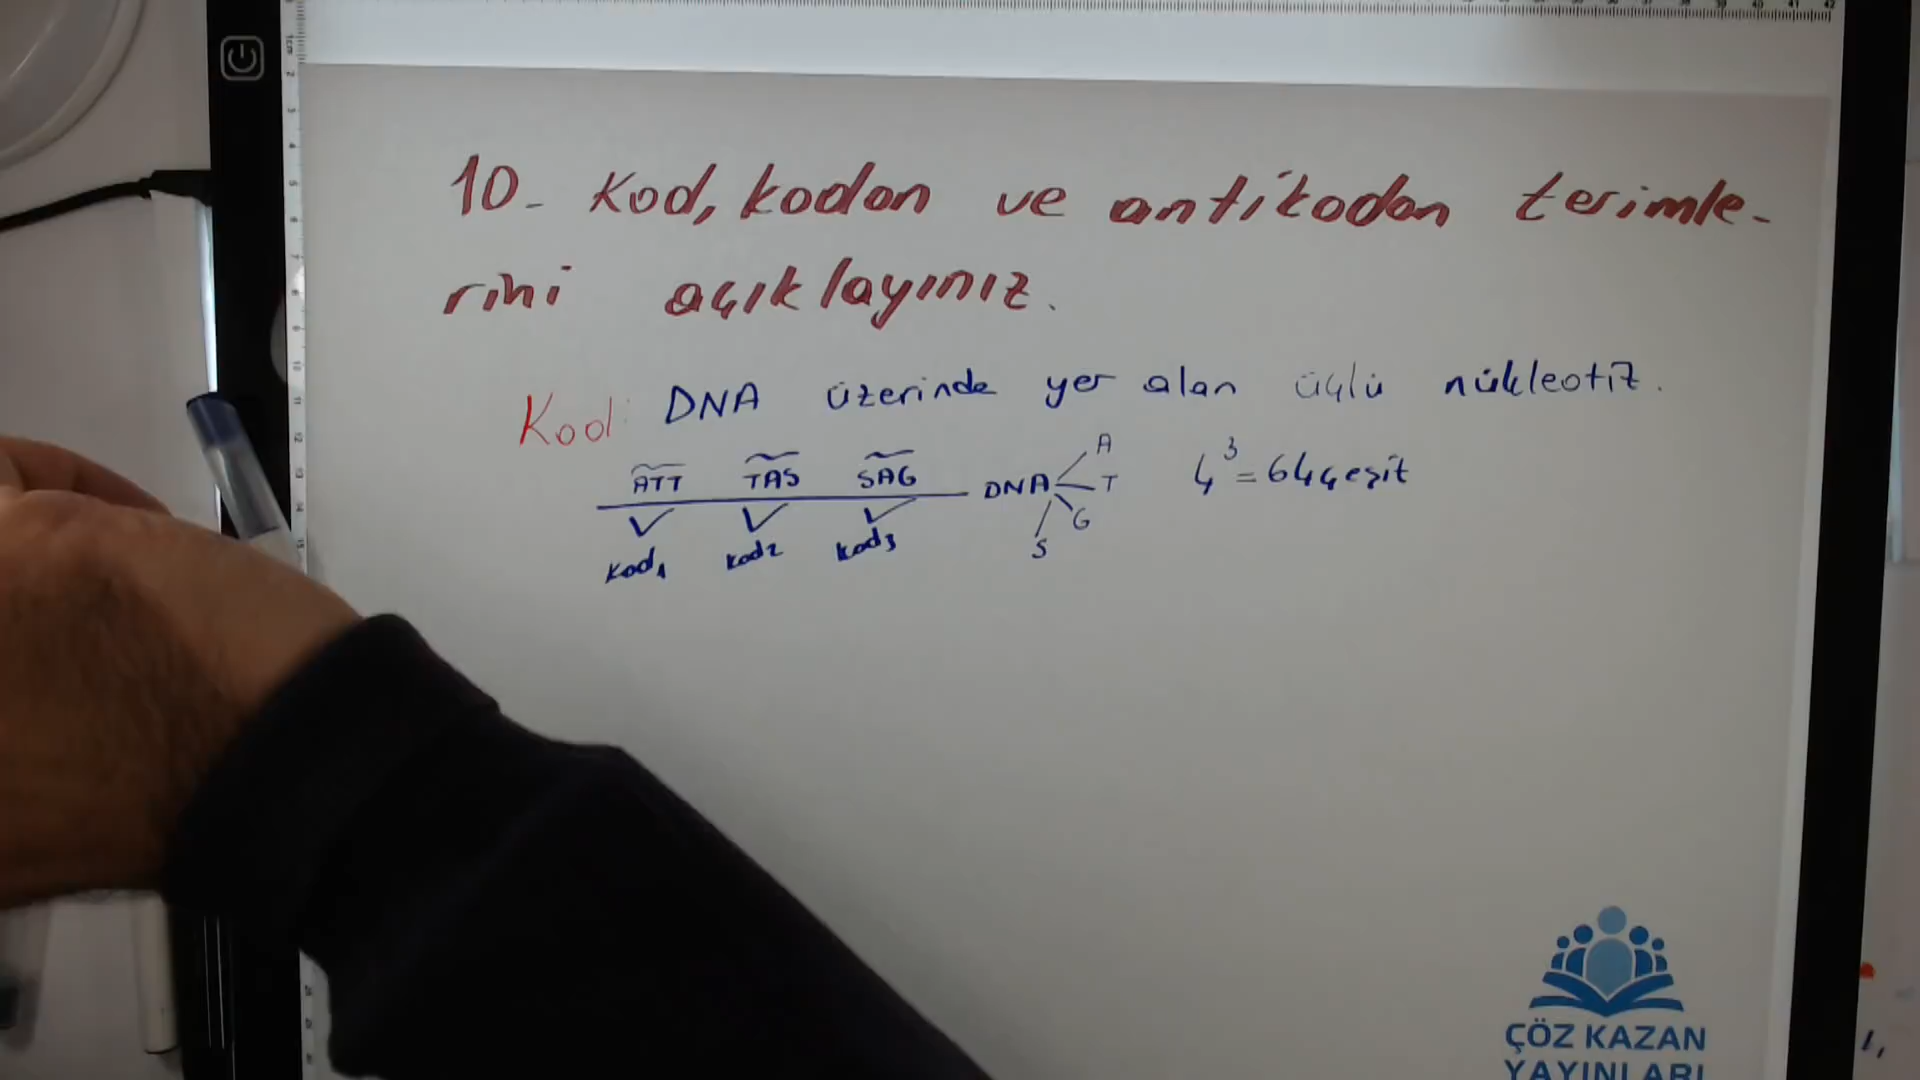 10- Kod, kodon ve antikodon terimle-
rini açıklayınız.
Kod: DNA üzerinde yer alan üçlü nükleotit.
ATT TAS SAG DNA A T G S 4³=64 çeşit
Kod1 Kod2 Kod3
ÇÖZ KAZAN
YAYINLARI